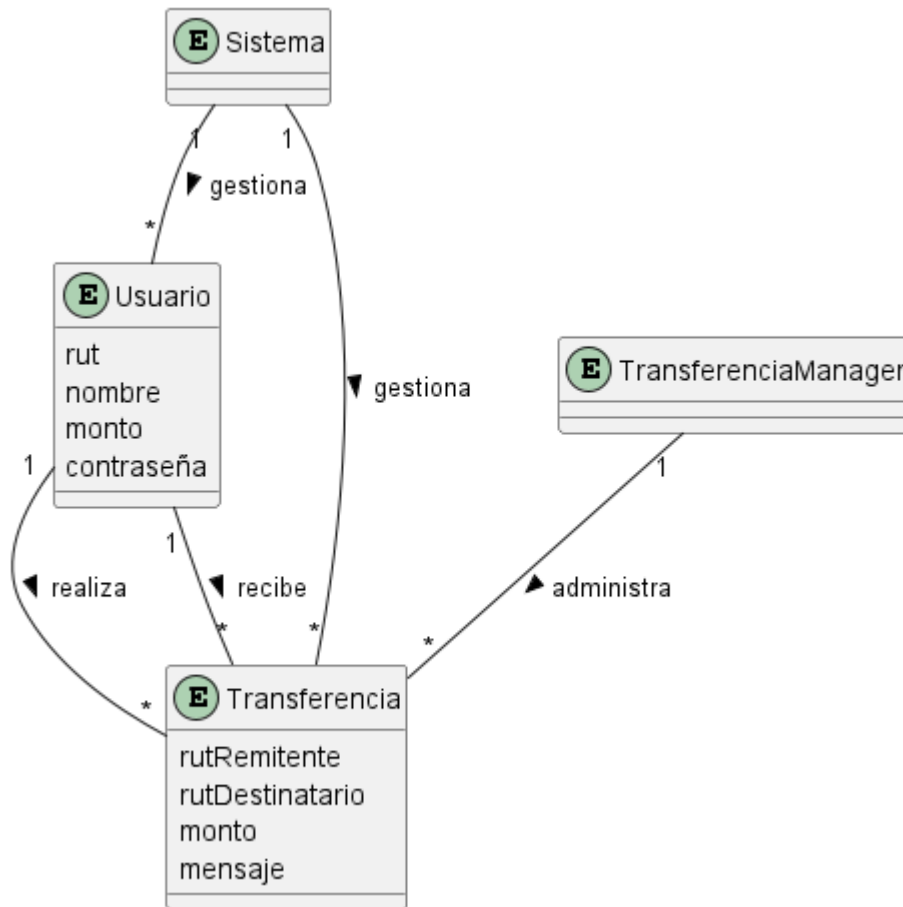 E Sistema
1
1
gestiona
*
E Usuario
rut
nombre
monto
contraseña
E TransferenciaManager
gestiona
1
1
1
realiza
recibe
administra
*
*
*
*
E Transferencia
rutRemitente
rutDestinatario
monto
mensaje